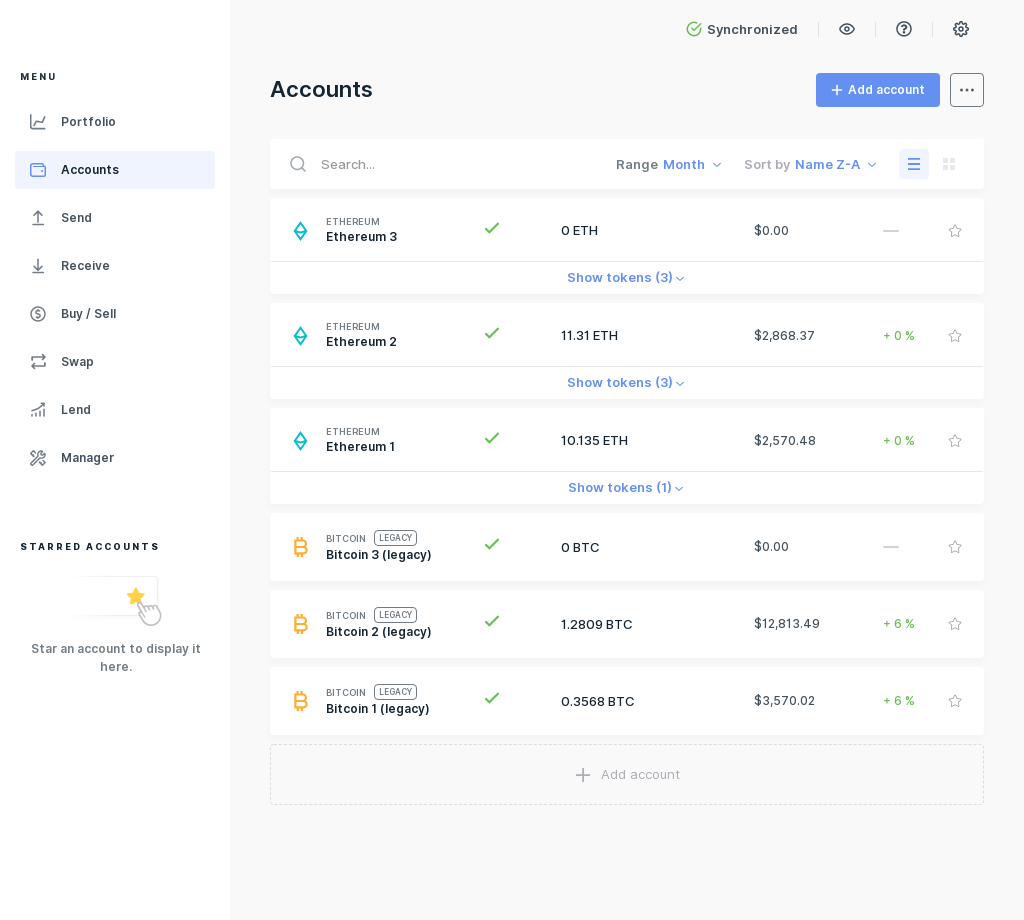 Synchronized
MENU
Portfolio
Accounts
Send
Receive
Buy / Sell
Swap
Lend
Manager
STARRED ACCOUNTS
Star an account to display it
here.
Accounts
Add account
Search...
Range Month
Sort by Name Z-A
ETHEREUM
Ethereum 3
0 ETH
$0.00
—
Show tokens (3)
ETHEREUM
Ethereum 2
11.31 ETH
$2,868.37
+ 0 %
Show tokens (3)
ETHEREUM
Ethereum 1
10.135 ETH
$2,570.48
+ 0 %
Show tokens (1)
BITCOIN LEGACY
Bitcoin 3 (legacy)
0 BTC
$0.00
—
BITCOIN LEGACY
Bitcoin 2 (legacy)
1.2809 BTC
$12,813.49
+ 6 %
BITCOIN LEGACY
Bitcoin 1 (legacy)
0.3568 BTC
$3,570.02
+ 6 %
Add account